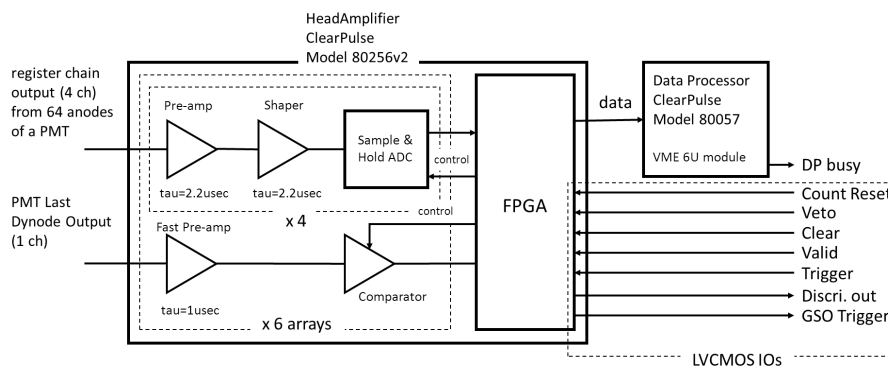 HeadAmplifier
ClearPulse
Model 80256v2
register chain
output (4 ch)
from 64 anodes
of a PMT
Pre-amp
Shaper
Sample &
Hold ADC
tau=2.2usec
tau=2.2usec
x 4
control
control
PMT Last
Dynode Output
(1 ch)
Fast Pre-amp
tau=1usec
Comparator
x 6 arrays
FPGA
data
Data Processor
ClearPulse
Model 80057
VME 6U module
DP busy
Count Reset
Veto
Clear
Valid
Trigger
Discri. out
GSO Trigger
LVCMOS IOs